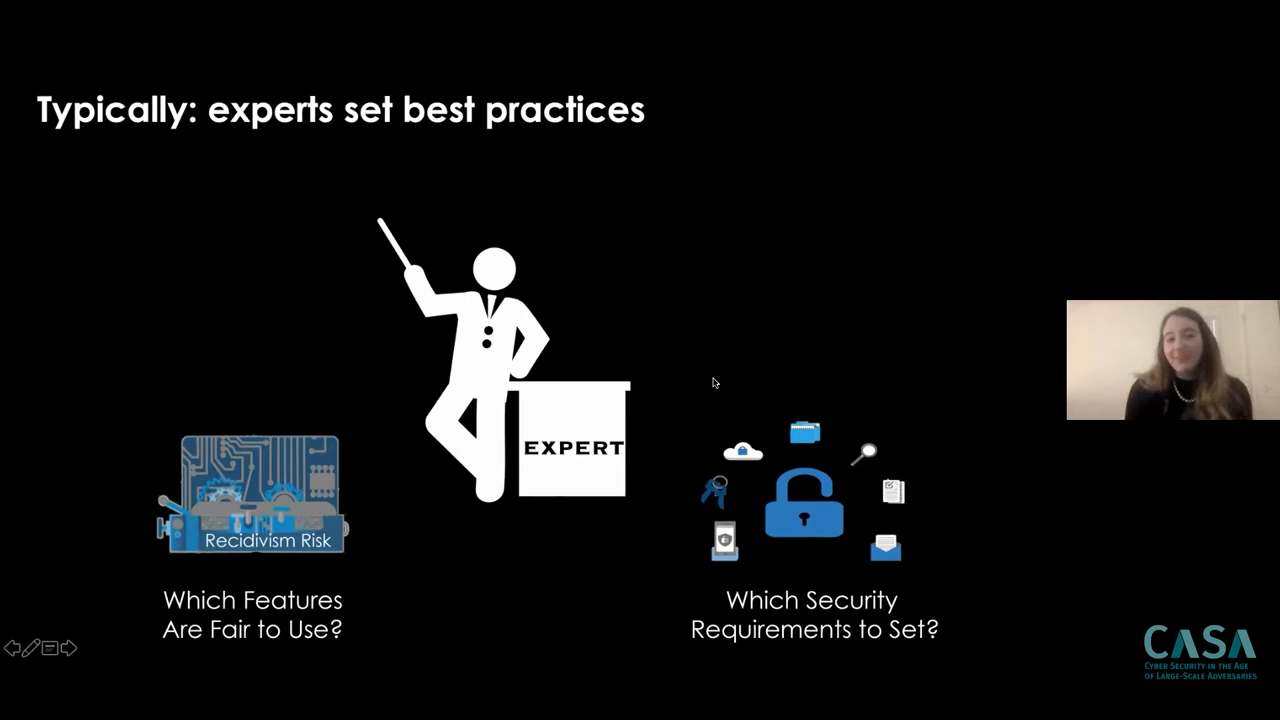 Typically: experts set best practices
EXPERT
Recidivism Risk
Which Features
Are Fair to Use?
Which Security
Requirements to Set?
CASA
Cyber Security in the Age
of Large-Scale Adversaries